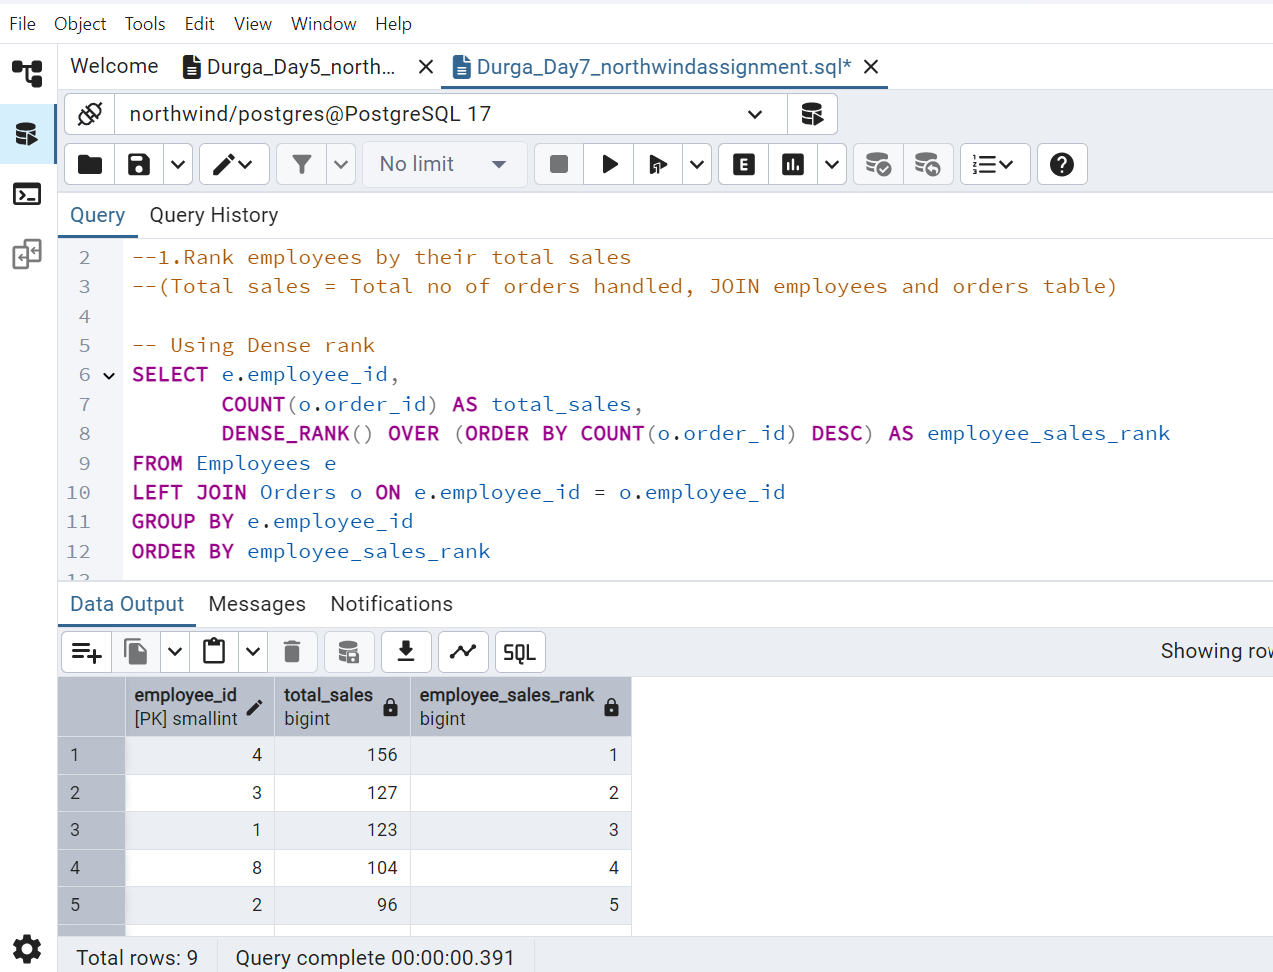 File Object Tools Edit View Window Help
Welcome Durga_Day5_north... Durga_Day7_northwindassignment.sql*
northwind/postgres@PostgreSQL 17
No limit E
Query Query History
2 --1.Rank employees by their total sales
3 --(Total sales = Total no of orders handled, JOIN employees and orders table)
4
5 -- Using Dense rank
6 SELECT e.employee_id,
7 COUNT(o.order_id) AS total_sales,
8 DENSE_RANK() OVER (ORDER BY COUNT(o.order_id) DESC) AS employee_sales_rank
9 FROM Employees e
10 LEFT JOIN Orders o ON e.employee_id = o.employee_id
11 GROUP BY e.employee_id
12 ORDER BY employee_sales_rank
13
Data Output Messages Notifications
SQL Showing row
employee_id total_sales employee_sales_rank
[PK] smallint bigint bigint
1 4 156 1
2 3 127 2
3 1 123 3
4 8 104 4
5 2 96 5
Total rows: 9 Query complete 00:00:00.391